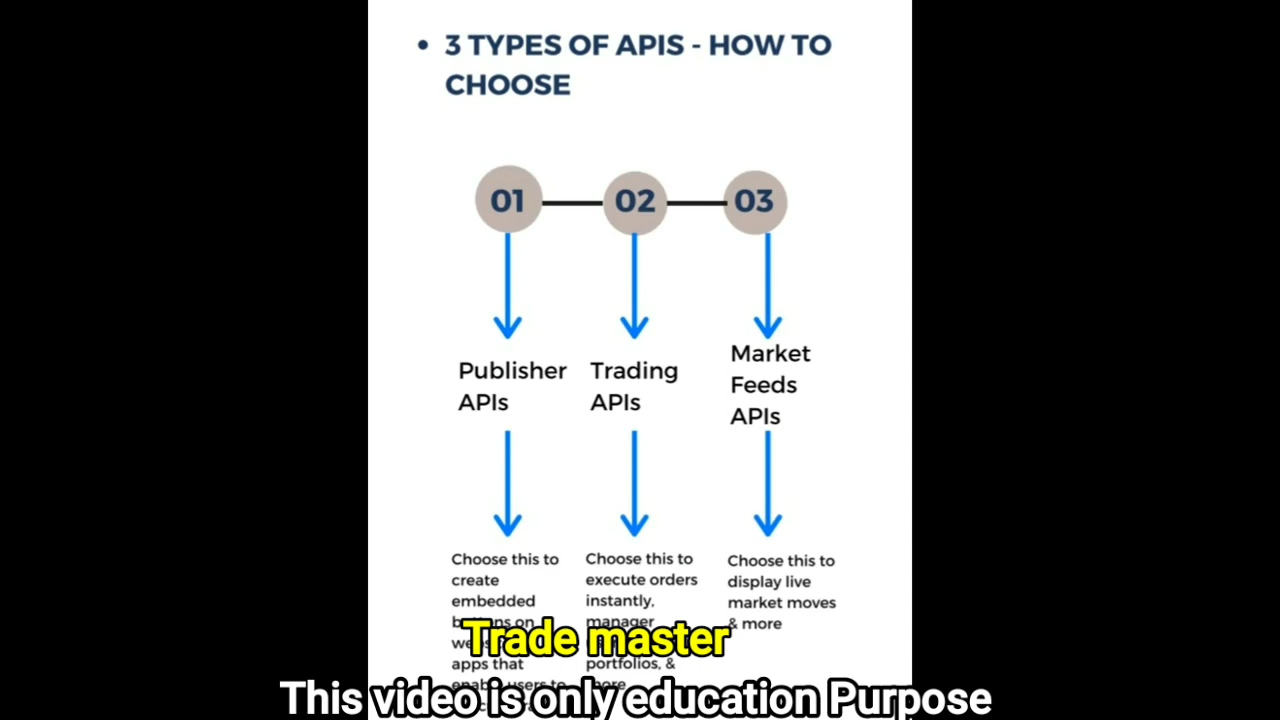 • 3 TYPES OF APIS - HOW TO
CHOOSE
01
02
03
Publisher
APIs
Trading
APIs
Market
Feeds
APIs
Choose this to
create
embedded
on
apps that
Choose this to
execute orders
instantly,
manager
portfolios, &
Choose this to
display live
market moves
& more
Trade master
This video is only education Purpose